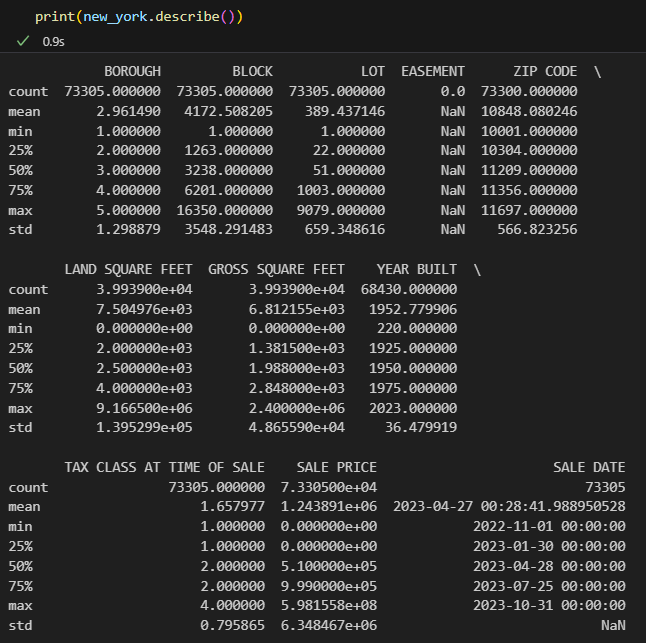 print(new_york.describe())
0.9s
BOROUGH BLOCK LOT EASEMENT ZIP CODE \
count 73305.000000 73305.000000 73305.000000 0.0 73300.000000
mean 2.961490 4172.508205 389.437146 NaN 10848.080246
min 1.000000 1.000000 1.000000 NaN 10001.000000
25% 2.000000 1263.000000 22.000000 NaN 10304.000000
50% 3.000000 3238.000000 51.000000 NaN 11209.000000
75% 4.000000 6201.000000 1003.000000 NaN 11356.000000
max 5.000000 16350.000000 9079.000000 NaN 11697.000000
std 1.298879 3548.291483 659.348616 NaN 566.823256
LAND SQUARE FEET GROSS SQUARE FEET YEAR BUILT \
count 3.993900e+04 3.993900e+04 68430.000000
mean 7.504976e+03 6.812155e+03 1952.779906
min 0.000000e+00 0.000000e+00 220.000000
25% 2.000000e+03 1.381500e+03 1925.000000
50% 2.500000e+03 1.988000e+03 1950.000000
75% 4.000000e+03 2.848000e+03 1975.000000
max 9.166500e+06 2.400000e+06 2023.000000
std 1.395299e+05 4.865590e+04 36.479919
TAX CLASS AT TIME OF SALE SALE PRICE SALE DATE
count 73305.000000 7.330500e+04 73305
mean 1.657977 1.243891e+06 2023-04-27 00:28:41.988950528
min 1.000000 0.000000e+00 2022-11-01 00:00:00
25% 1.000000 0.000000e+00 2023-01-30 00:00:00
50% 2.000000 5.100000e+05 2023-04-28 00:00:00
75% 2.000000 9.990000e+05 2023-07-25 00:00:00
max 4.000000 5.981558e+08 2023-10-31 00:00:00
std 0.795865 6.348467e+06 NaN